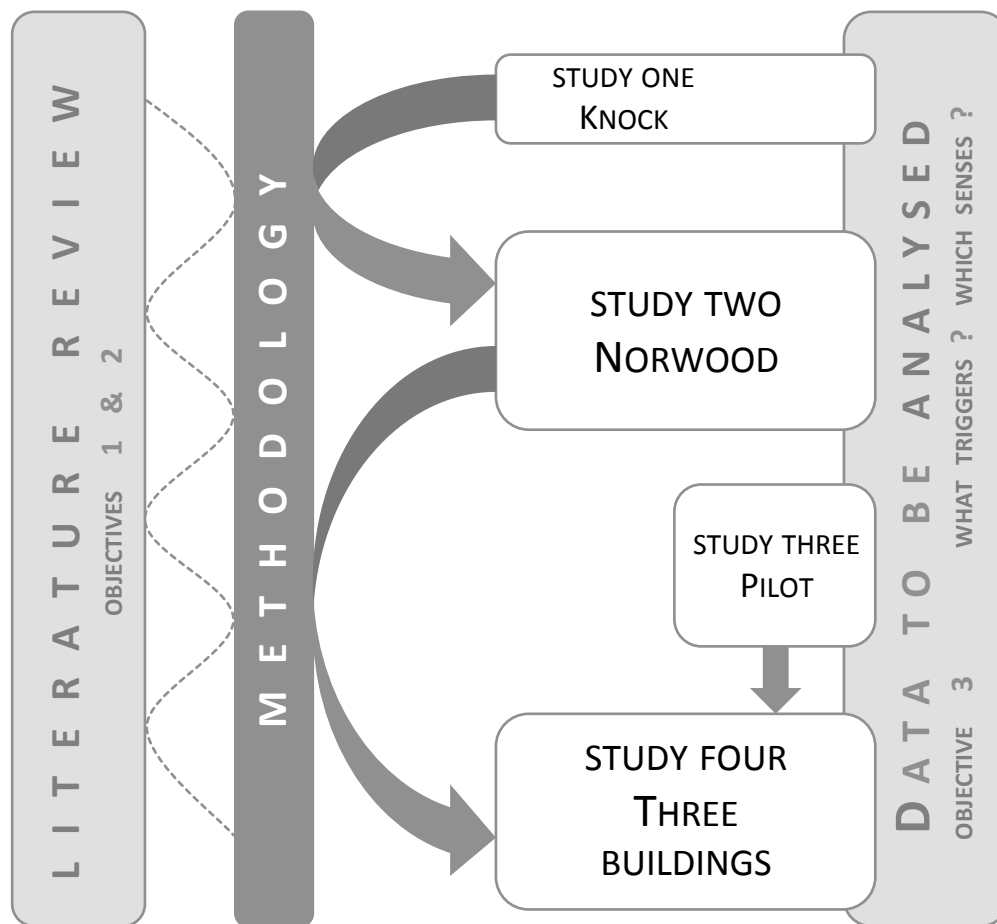 LITERATURE REVIEW
OBJECTIVES 1 & 2
METHODOLOGY
STUDY ONE
KNOCK
STUDY TWO
NORWOOD
STUDY THREE
PILOT
STUDY FOUR
THREE
BUILDINGS
DATA TO BE ANALYSED
OBJECTIVE 3 WHAT TRIGGERS ? WHICH SENSES ?